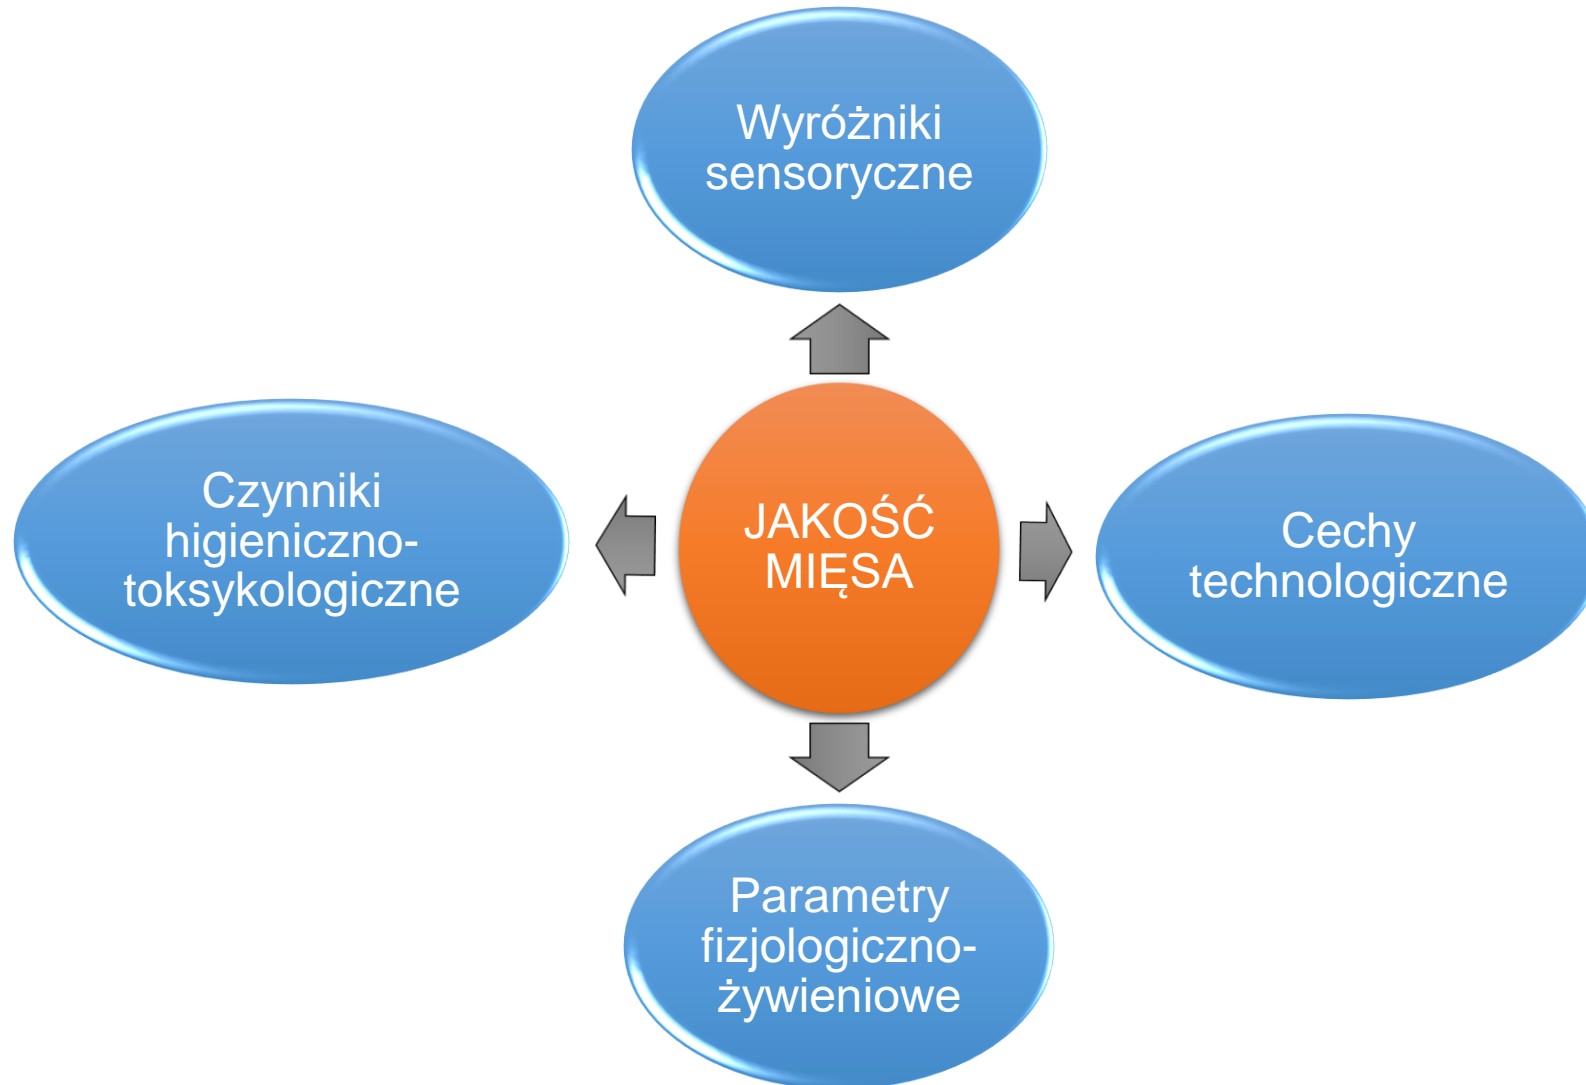 Wyróżniki
sensoryczne
Czynniki
higieniczno-
toksykologiczne
JAKOŚĆ
MIĘSA
Cechy
technologiczne
Parametry
fizjologiczno-
żywieniowe